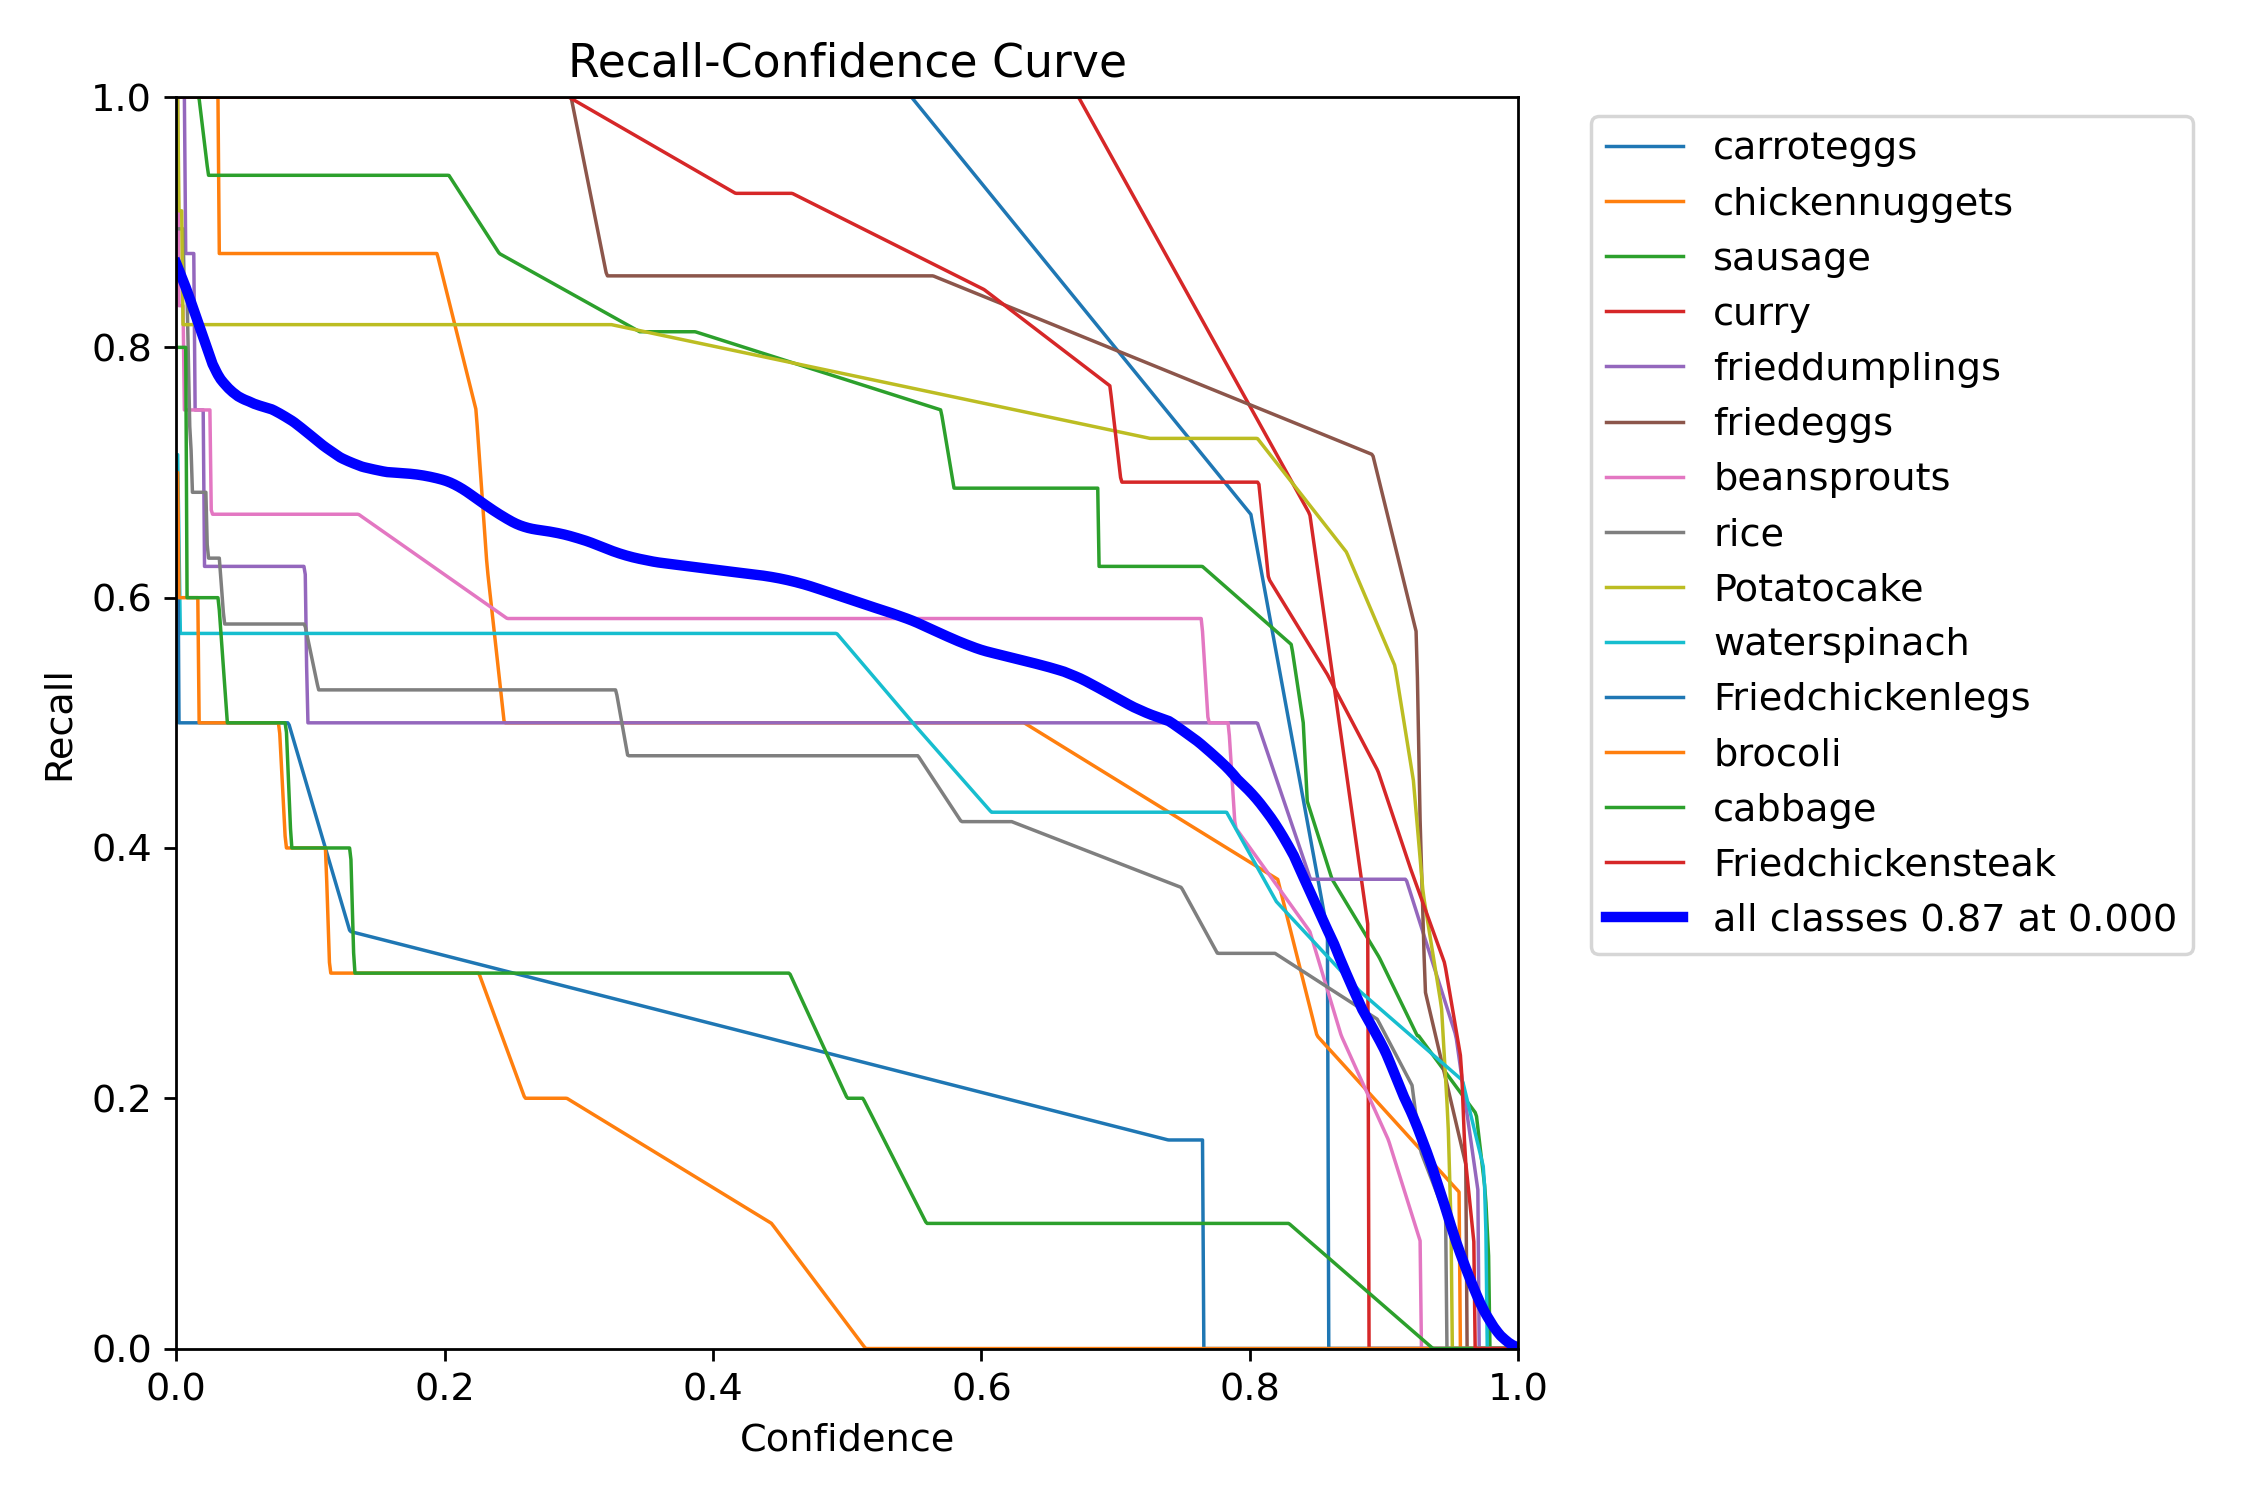 Recall-Confidence Curve
1.0
0.8
0.6
0.4
0.2
0.0
Recall
0.0 0.2 0.4 0.6 0.8 1.0
Confidence
carroteggs
chickennuggets
sausage
curry
frieddumplings
friedeggs
beansprouts
rice
Potatocake
waterspinach
Friedchickenlegs
brocoli
cabbage
Friedchickensteak
all classes 0.87 at 0.000